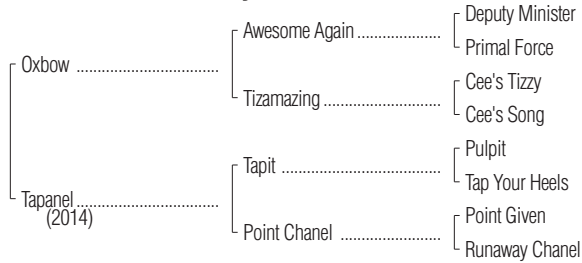 Deputy Minister
Awesome Again ....................
Primal Force
Oxbow ...................................
Cee's Tizzy
Tizamazing .............................
Cee's Song
Pulpit
Tapit ........................................
Tap Your Heels
Tapanel ...................................
(2014)
Point Given
Point Chanel .........................
Runaway Chanel